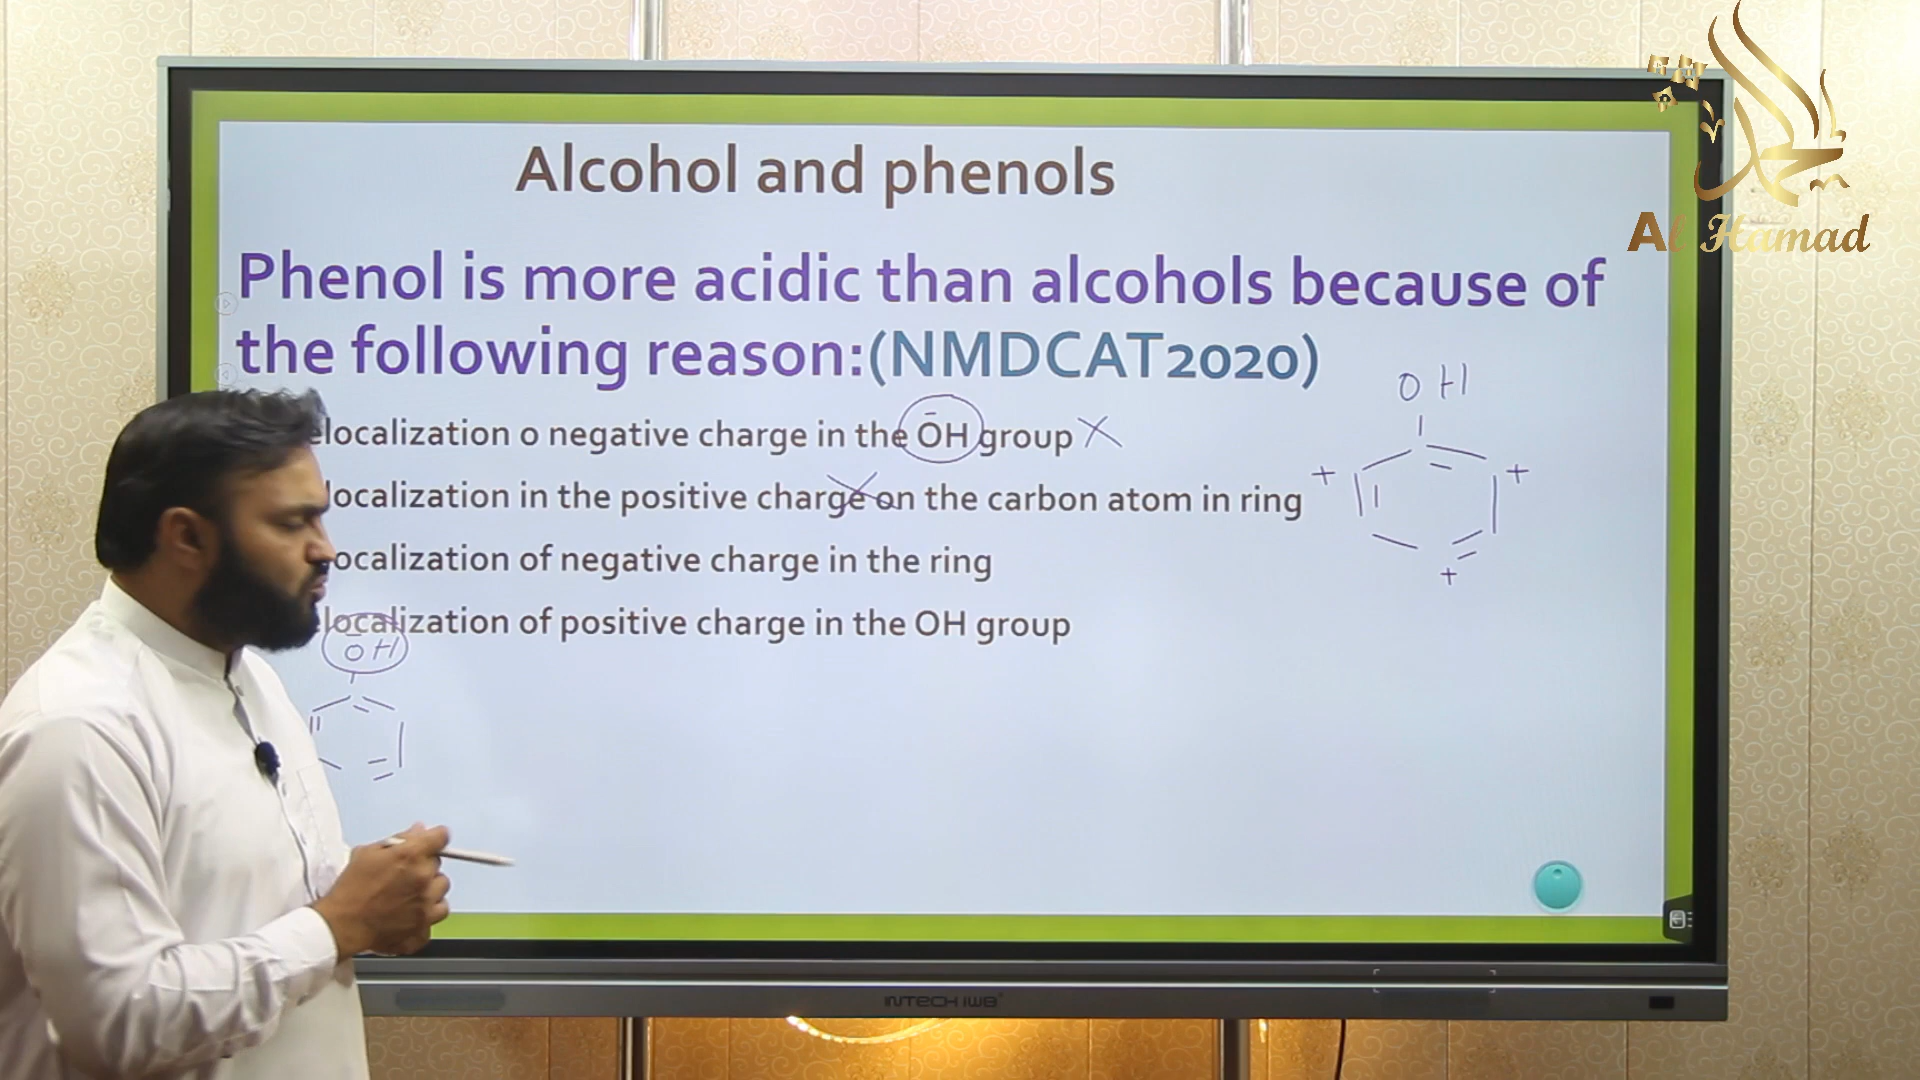 Alcohol and phenols
Al Hamad
Phenol is more acidic than alcohols because of
the following reason:(NMDCAT2020)
OH
elocalization o negative charge in the OH group
localization in the positive charge on the carbon atom in ring
ocalization of negative charge in the ring
elocalization of positive charge in the OH group
OH
INTECH IWB